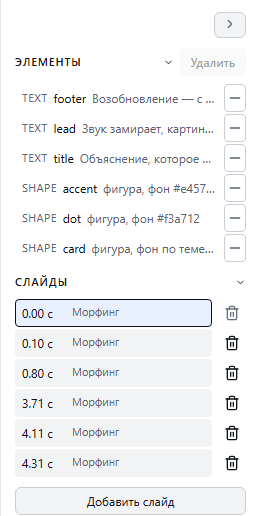 ЭЛЕМЕНТЫ Удалить
TEXT footer Возобновление — с ...
TEXT lead Звук замирает, картин...
TEXT title Объяснение, которое ...
SHAPE accent фигура, фон #e457...
SHAPE dot фигура, фон #f3a712
SHAPE card фигура, фон по теме...
СЛАЙДЫ
0.00 с Морфинг
0.10 с Морфинг
0.80 с Морфинг
3.71 с Морфинг
4.11 с Морфинг
4.31 с Морфинг
Добавить слайд